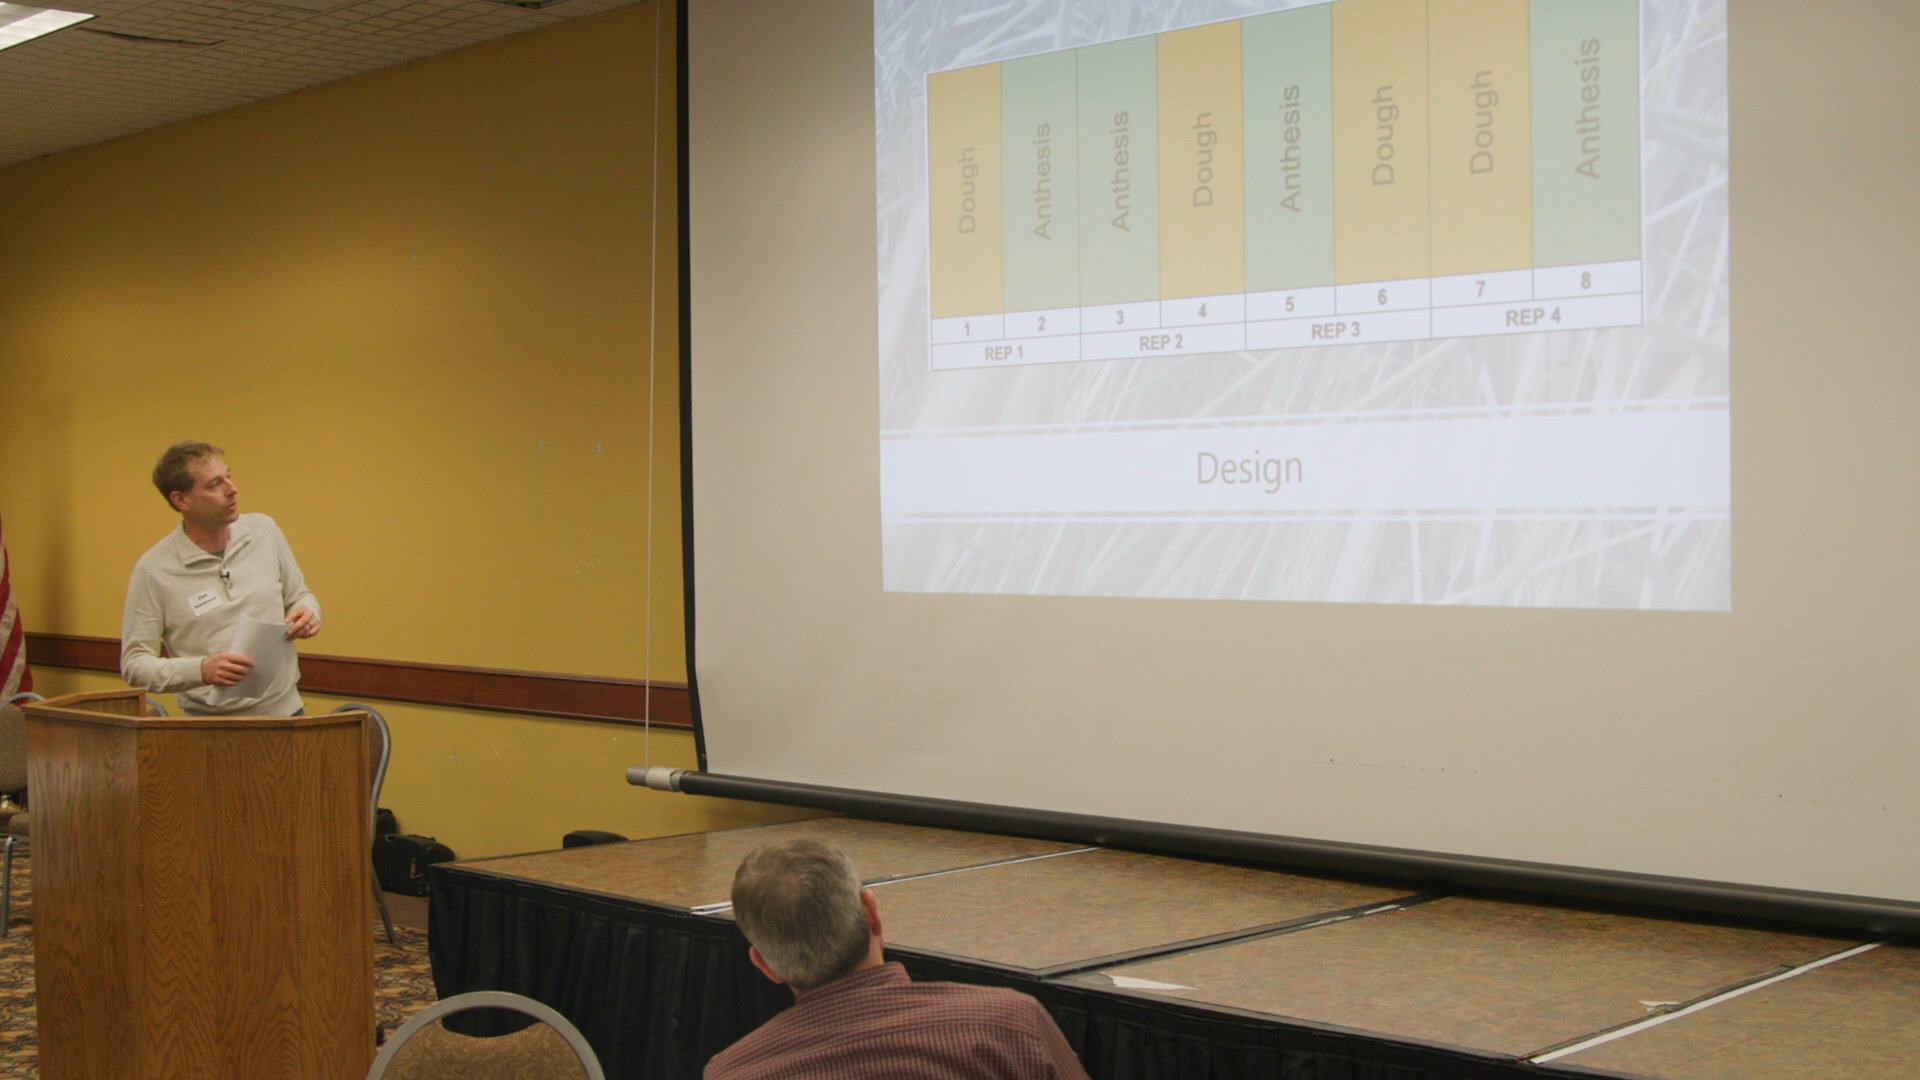 Dough Anthesis Anthesis Dough Anthesis Dough Dough Anthesis
1 2 3 4 5 6 7 8
REP 1 REP 2 REP 3 REP 4
Design